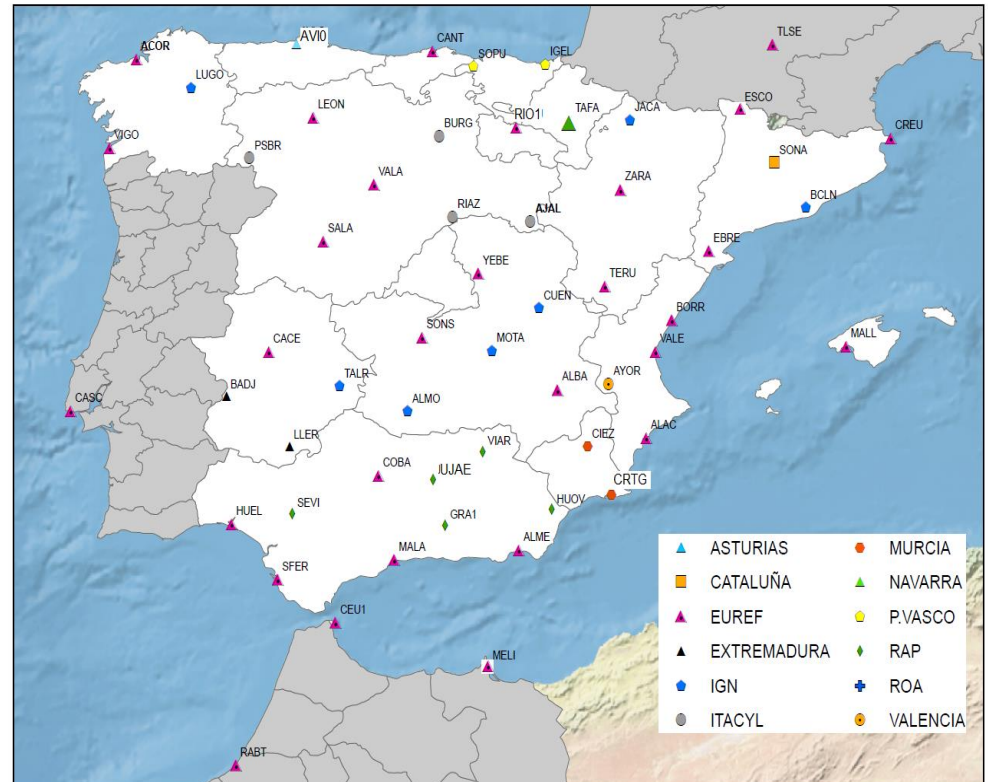 TLSE
AVI0
CANT
ACOR
SOPU
IGEL
LUGO
LEON
RIO1
TAFA
JACA
ESCO
BURG
CREU
VIGO
PSBR
SONA
VALA
ZARA
RIAZ
AJAL
BCLN
SALA
EBRE
YEBE
TERU
CUEN
BORR
SONS
MOTA
VALE
MALL
CACE
TALR
ALBA
AYOR
BADJ
CASC
ALMO
LLER
VIAR
CIEZ
ALAC
COBA
UJAE
CRTG
SEVI
HUOV
HUEL
GRA1
ALME
MALA
SFER
CEU1
MELI
RABT
ASTURIAS
MURCIA
CATALUÑA
NAVARRA
EUREF
P.VASCO
EXTREMADURA
RAP
IGN
ROA
ITACYL
VALENCIA